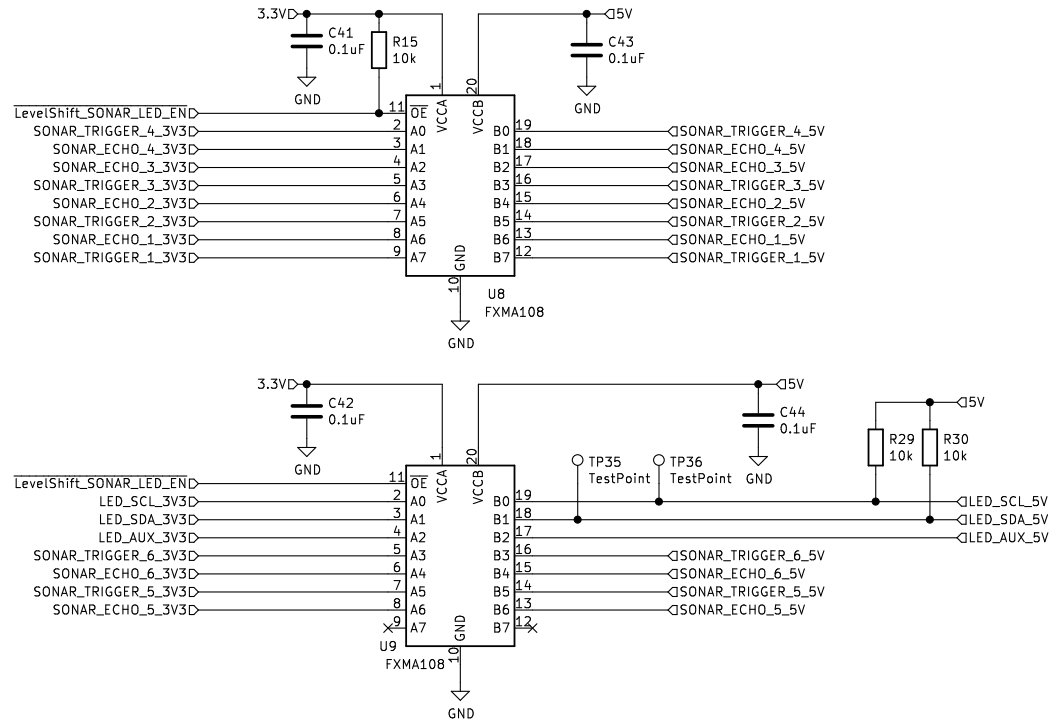 3.3V
C41
0.1uF
R15
10k
GND
5V
C43
0.1uF
GND
1
20
VCCA
VCCB
LevelShift_SONAR_LED_EN 11 OE
SONAR_TRIGGER_4_3V3 2 A0 B0 19 SONAR_TRIGGER_4_5V
SONAR_ECHO_4_3V3 3 A1 B1 18 SONAR_ECHO_4_5V
SONAR_ECHO_3_3V3 4 A2 B2 17 SONAR_ECHO_3_5V
SONAR_TRIGGER_3_3V3 5 A3 B3 16 SONAR_TRIGGER_3_5V
SONAR_ECHO_2_3V3 6 A4 B4 15 SONAR_ECHO_2_5V
SONAR_TRIGGER_2_3V3 7 A5 B5 14 SONAR_TRIGGER_2_5V
SONAR_ECHO_1_3V3 8 A6 B6 13 SONAR_ECHO_1_5V
SONAR_TRIGGER_1_3V3 9 A7 B7 12 SONAR_TRIGGER_1_5V
GND
10
U8
FXMA108
GND
3.3V
C42
0.1uF
GND
5V
C44
0.1uF
GND
5V
R29
10k
R30
10k
TP35
TestPoint
TP36
TestPoint
1
20
VCCA
VCCB
LevelShift_SONAR_LED_EN 11 OE
LED_SCL_3V3 2 A0 B0 19 LED_SCL_5V
LED_SDA_3V3 3 A1 B1 18 LED_SDA_5V
LED_AUX_3V3 4 A2 B2 17 LED_AUX_5V
SONAR_TRIGGER_6_3V3 5 A3 B3 16 SONAR_TRIGGER_6_5V
SONAR_ECHO_6_3V3 6 A4 B4 15 SONAR_ECHO_6_5V
SONAR_TRIGGER_5_3V3 7 A5 B5 14 SONAR_TRIGGER_5_5V
SONAR_ECHO_5_3V3 8 A6 B6 13 SONAR_ECHO_5_5V
9 A7 B7 12
GND
10
U9
FXMA108
GND